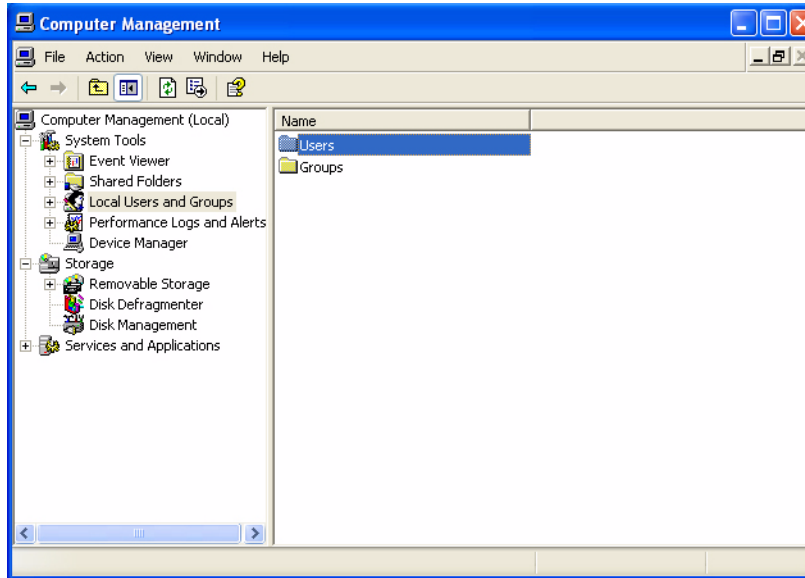 Computer Management
File Action View Window Help
Computer Management (Local)
System Tools
Event Viewer
Shared Folders
Local Users and Groups
Performance Logs and Alerts
Device Manager
Storage
Removable Storage
Disk Defragmenter
Disk Management
Services and Applications
Name
Users
Groups